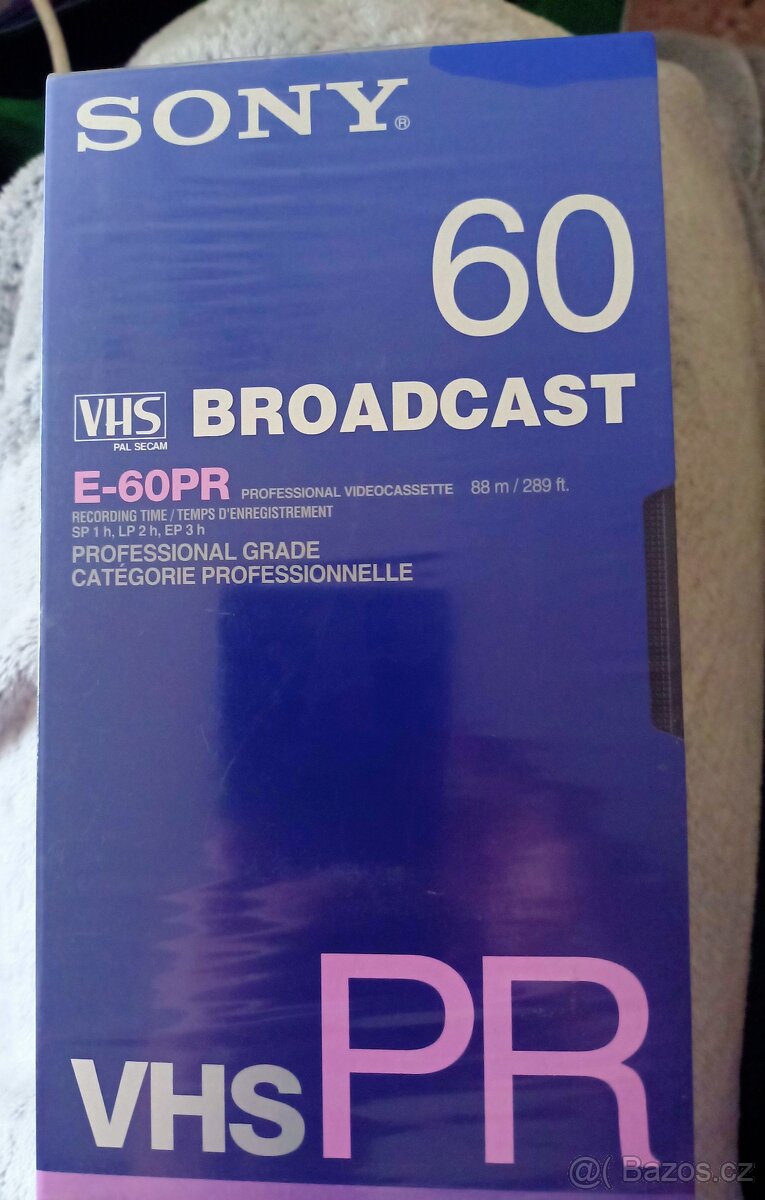 SONY®
60
VHS BROADCAST
PAL SECAM
E-60PR PROFESSIONAL VIDEOCASSETTE 88 m / 289 ft.
RECORDING TIME / TEMPS D'ENREGISTREMENT
SP 1 h, LP 2 h, EP 3 h
PROFESSIONAL GRADE
CATÉGORIE PROFESSIONNELLE
VHS PR
@( Bazoš.cz